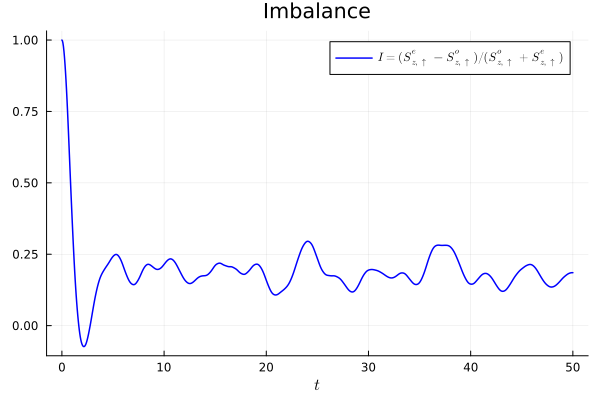 Imbalance
I = (S^e_{z,↑} − S^o_{z,↑})/(S^o_{z,↑} + S^e_{z,↑})
1.00
0.75
0.50
0.25
0.00
0 10 20 30 40 50
t